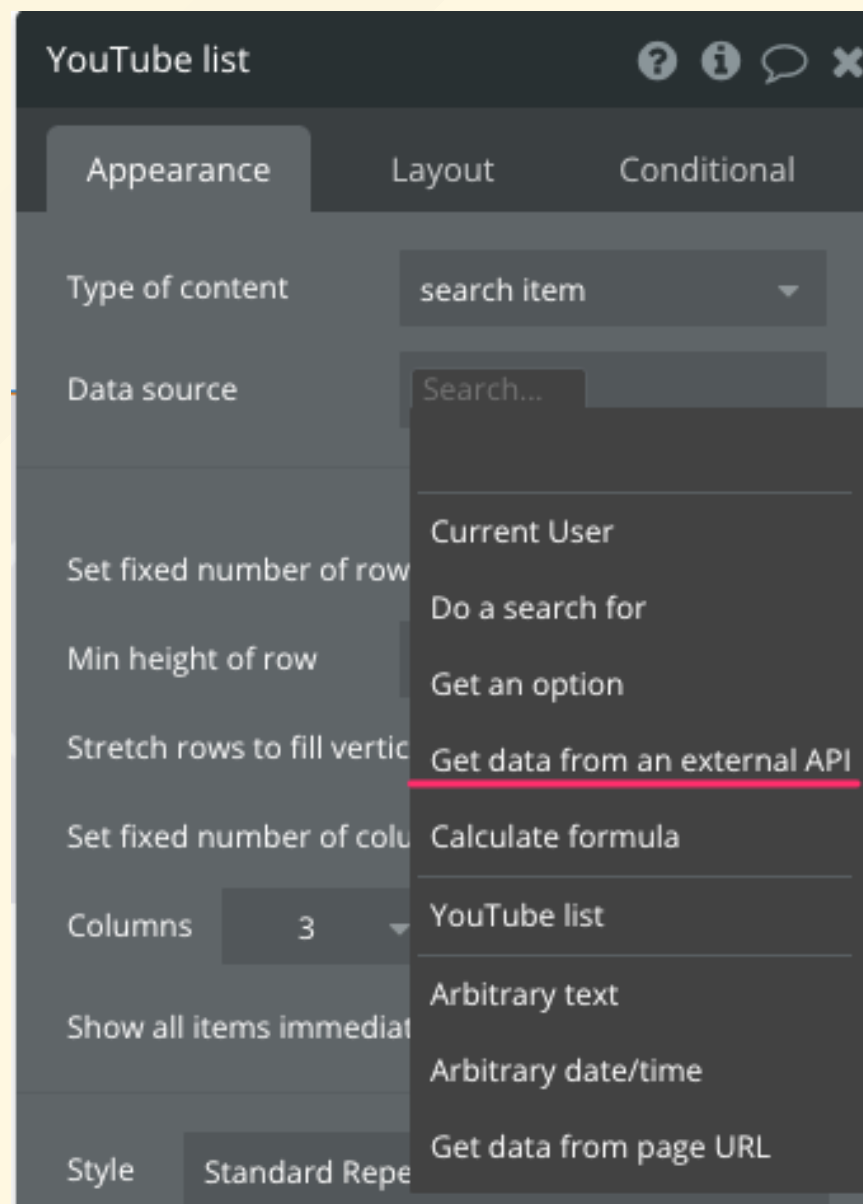 YouTube list
Appearance Layout Conditional
Type of content search item
Data source Search...
Current User
Set fixed number of row
Do a search for
Min height of row
Get an option
Stretch rows to fill vertic
Get data from an external API
Set fixed number of colu
Calculate formula
Columns 3
YouTube list
Arbitrary text
Show all items immediat
Arbitrary date/time
Style Standard Repe
Get data from page URL